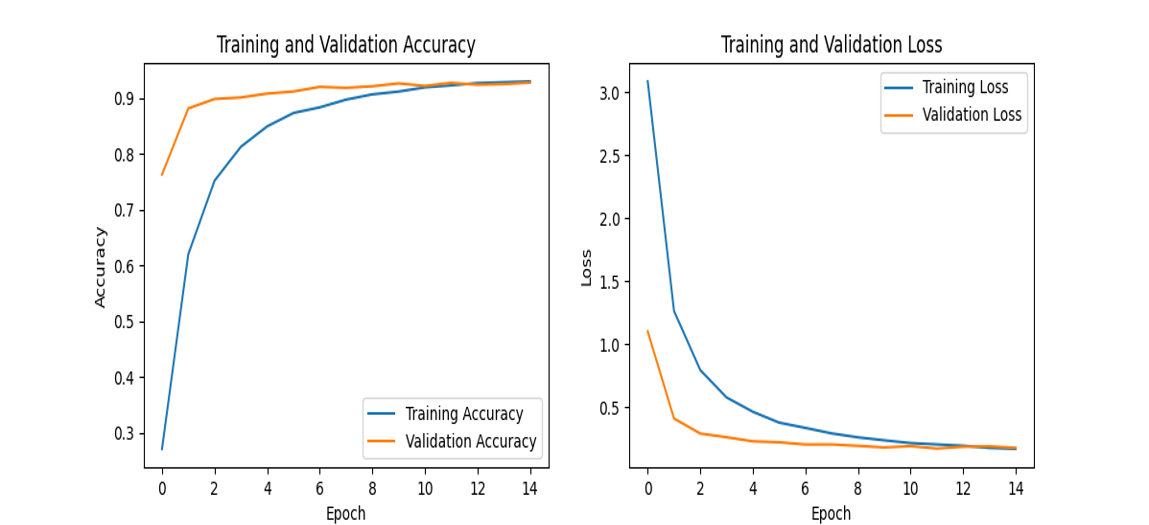 Training and Validation Accuracy
Accuracy
0.9
0.8
0.7
0.6
0.5
0.4
0.3
Training Accuracy
Validation Accuracy
0 2 4 6 8 10 12 14
Epoch
Training and Validation Loss
Loss
3.0
2.5
2.0
1.5
1.0
0.5
Training Loss
Validation Loss
0 2 4 6 8 10 12 14
Epoch